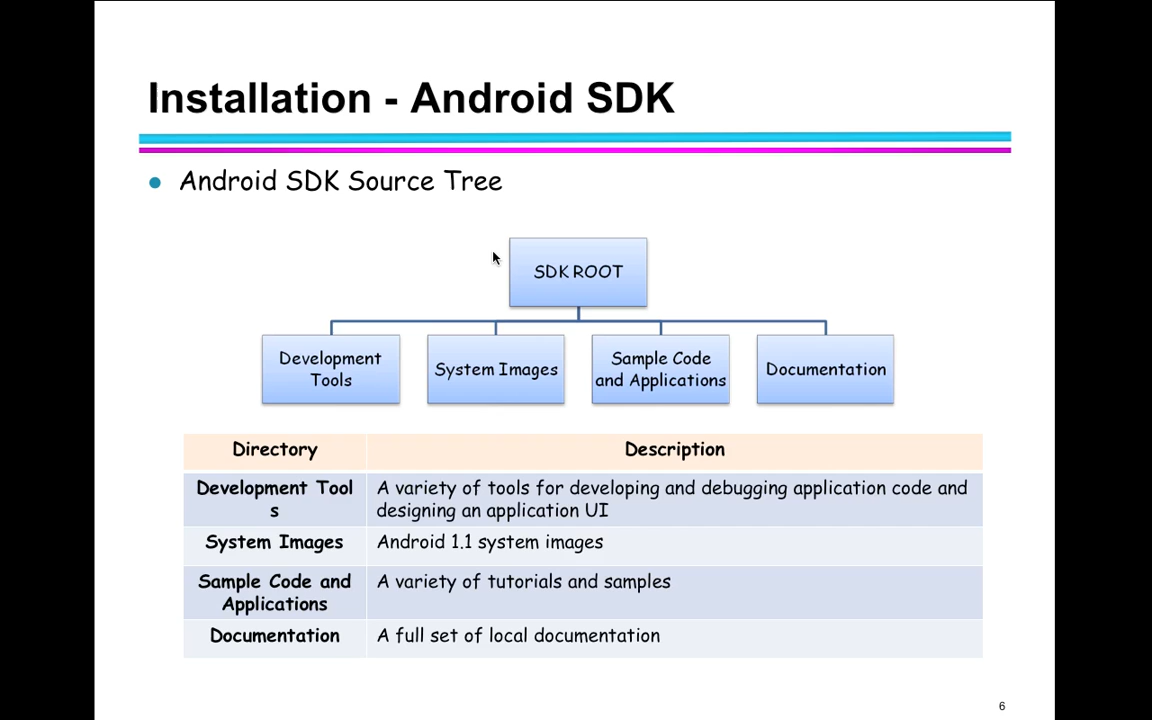 Installation - Android SDK
Android SDK Source Tree
SDK ROOT
Development
Tools
System Images
Sample Code
and Applications
Documentation
Directory
Description
Development Tool
s
A variety of tools for developing and debugging application code and
designing an application UI
System Images
Android 1.1 system images
Sample Code and
Applications
A variety of tutorials and samples
Documentation
A full set of local documentation
6